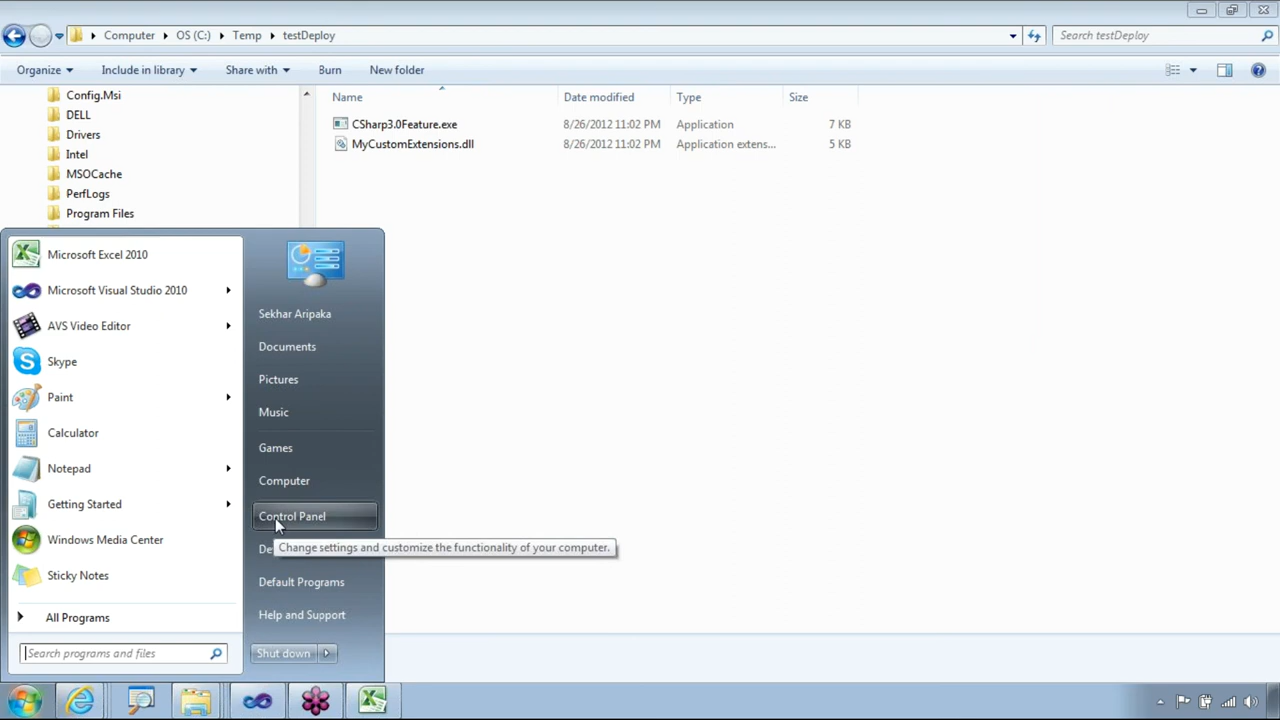 Computer OS (C:) Temp testDeploy Search testDeploy
Organize Include in library Share with Burn New folder
Config.Msi
DELL
Drivers
Intel
MSOCache
PerfLogs
Program Files
Name Date modified Type Size
CSharp3.0Feature.exe 8/26/2012 11:02 PM Application 7 KB
MyCustomExtensions.dll 8/26/2012 11:02 PM Application extens... 5 KB
Microsoft Excel 2010
Microsoft Visual Studio 2010
AVS Video Editor
Skype
Paint
Calculator
Notepad
Getting Started
Windows Media Center
Sticky Notes
All Programs
Search programs and files
Sekhar Aripaka
Documents
Pictures
Music
Games
Computer
Control Panel
De
Change settings and customize the functionality of your computer.
Default Programs
Help and Support
Shut down